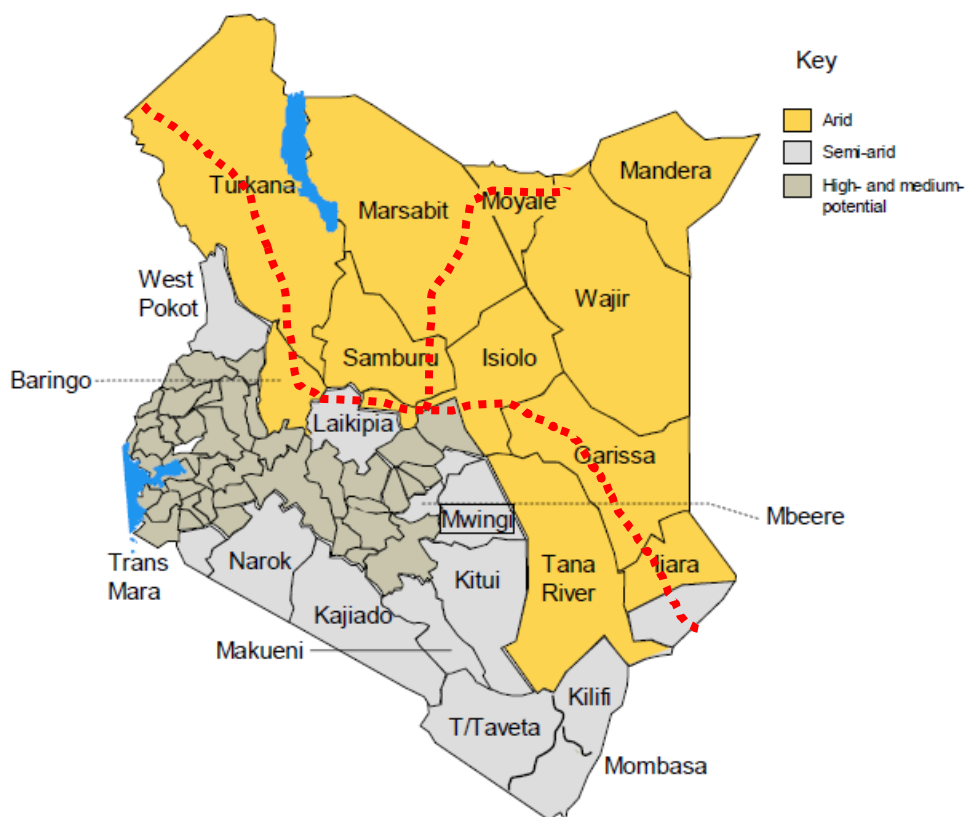 Key
Arid
Semi-arid
High- and medium-
potential
Mandera
Turkana
Moyale
Marsabit
West
Pokot
Wajir
Samburu
Isiolo
Baringo
Laikipia
Garissa
Mbeere
Mwingi
Trans
Mara
Narok
Kitui
Tana
River
Ijara
Kajiado
Makueni
Kilifi
T/Taveta
Mombasa